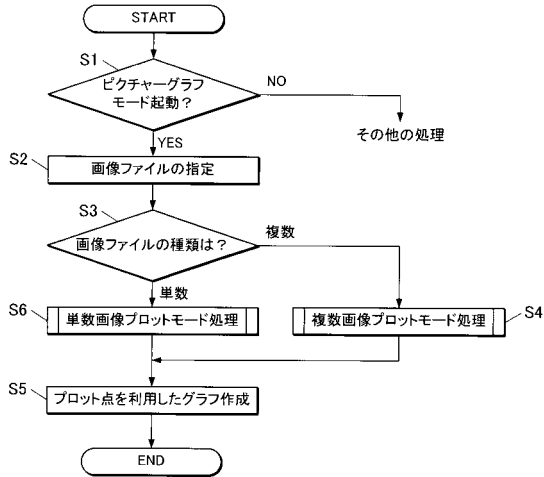 START
S1
ピクチャーグラフ
モード起動？
NO
その他の処理
YES
S2
画像ファイルの指定
S3
画像ファイルの種類は？
複数
単数
S6
単数画像プロットモード処理
複数画像プロットモード処理
S4
S5
プロット点を利用したグラフ作成
END